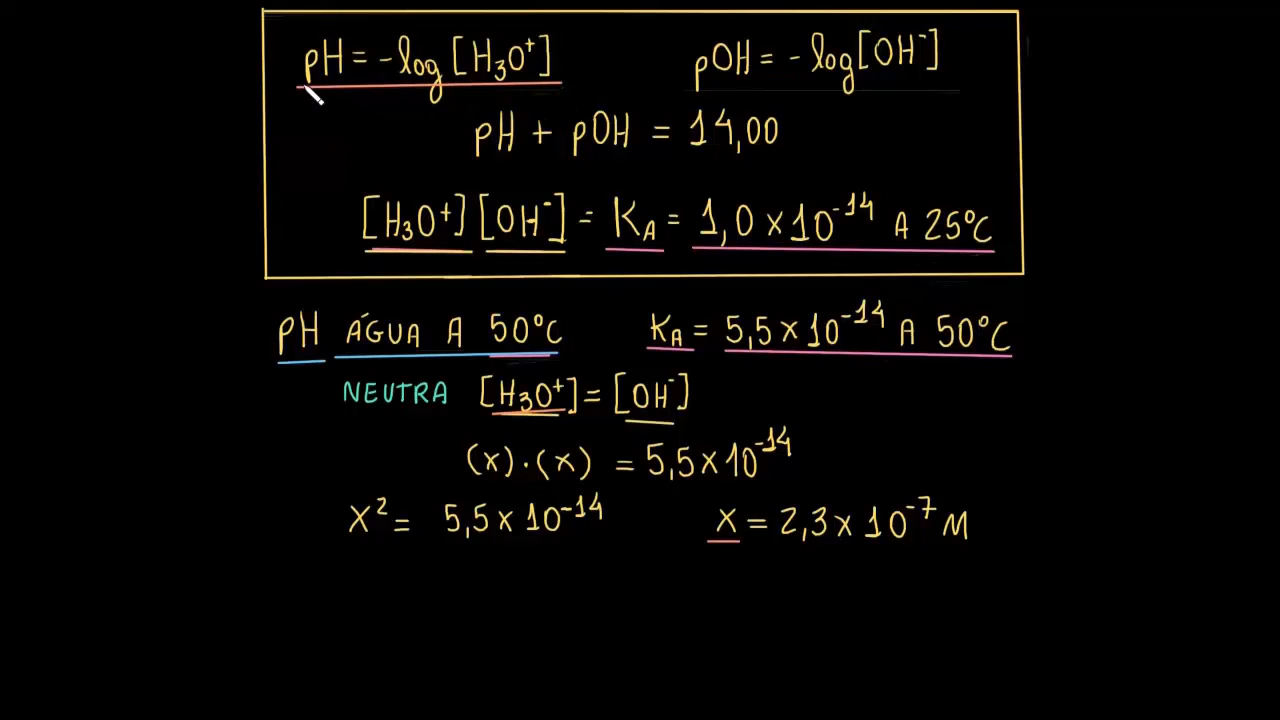 pH = -log [H₃O⁺] pOH = -log [OH⁻]
pH + pOH = 14,00
[H₃O⁺] [OH⁻] = KA = 1,0 × 10⁻¹⁴ A 25°C
pH ÁGUA A 50°C KA = 5,5 × 10⁻¹⁴ A 50°C
NEUTRA [H₃O⁺] = [OH⁻]
(x) · (x) = 5,5 × 10⁻¹⁴
X² = 5,5 × 10⁻¹⁴ X = 2,3 × 10⁻⁷ M